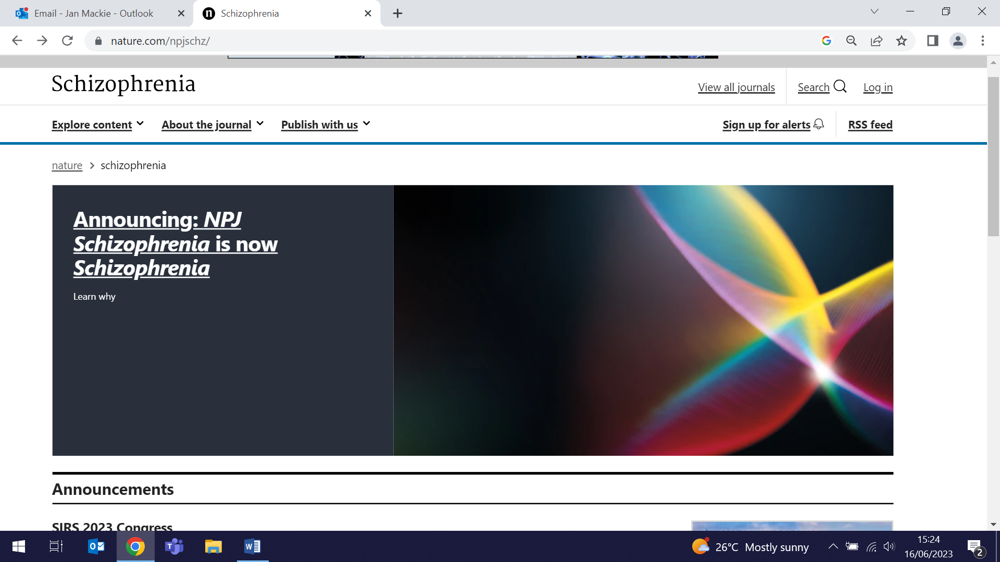 Email - Jan Mackie - Outlook
Schizophrenia
nature.com/npjschz/
Schizophrenia
View all journals
Search
Log in
Explore content
About the journal
Publish with us
Sign up for alerts
RSS feed
nature > schizophrenia
Announcing: NPJ
Schizophrenia is now
Schizophrenia
Learn why
Announcements
SIRS 2023 Congress
26°C Mostly sunny
15:24
16/06/2023
2